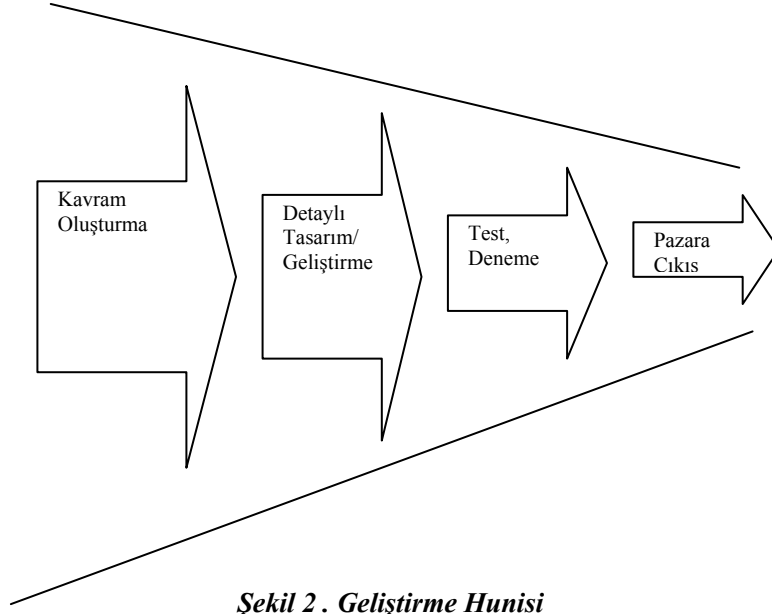 Kavram
Oluşturma
Detaylı
Tasarım/
Geliştirme
Test,
Deneme
Pazara
Cıkıs
Şekil 2 . Geliştirme Hunisi